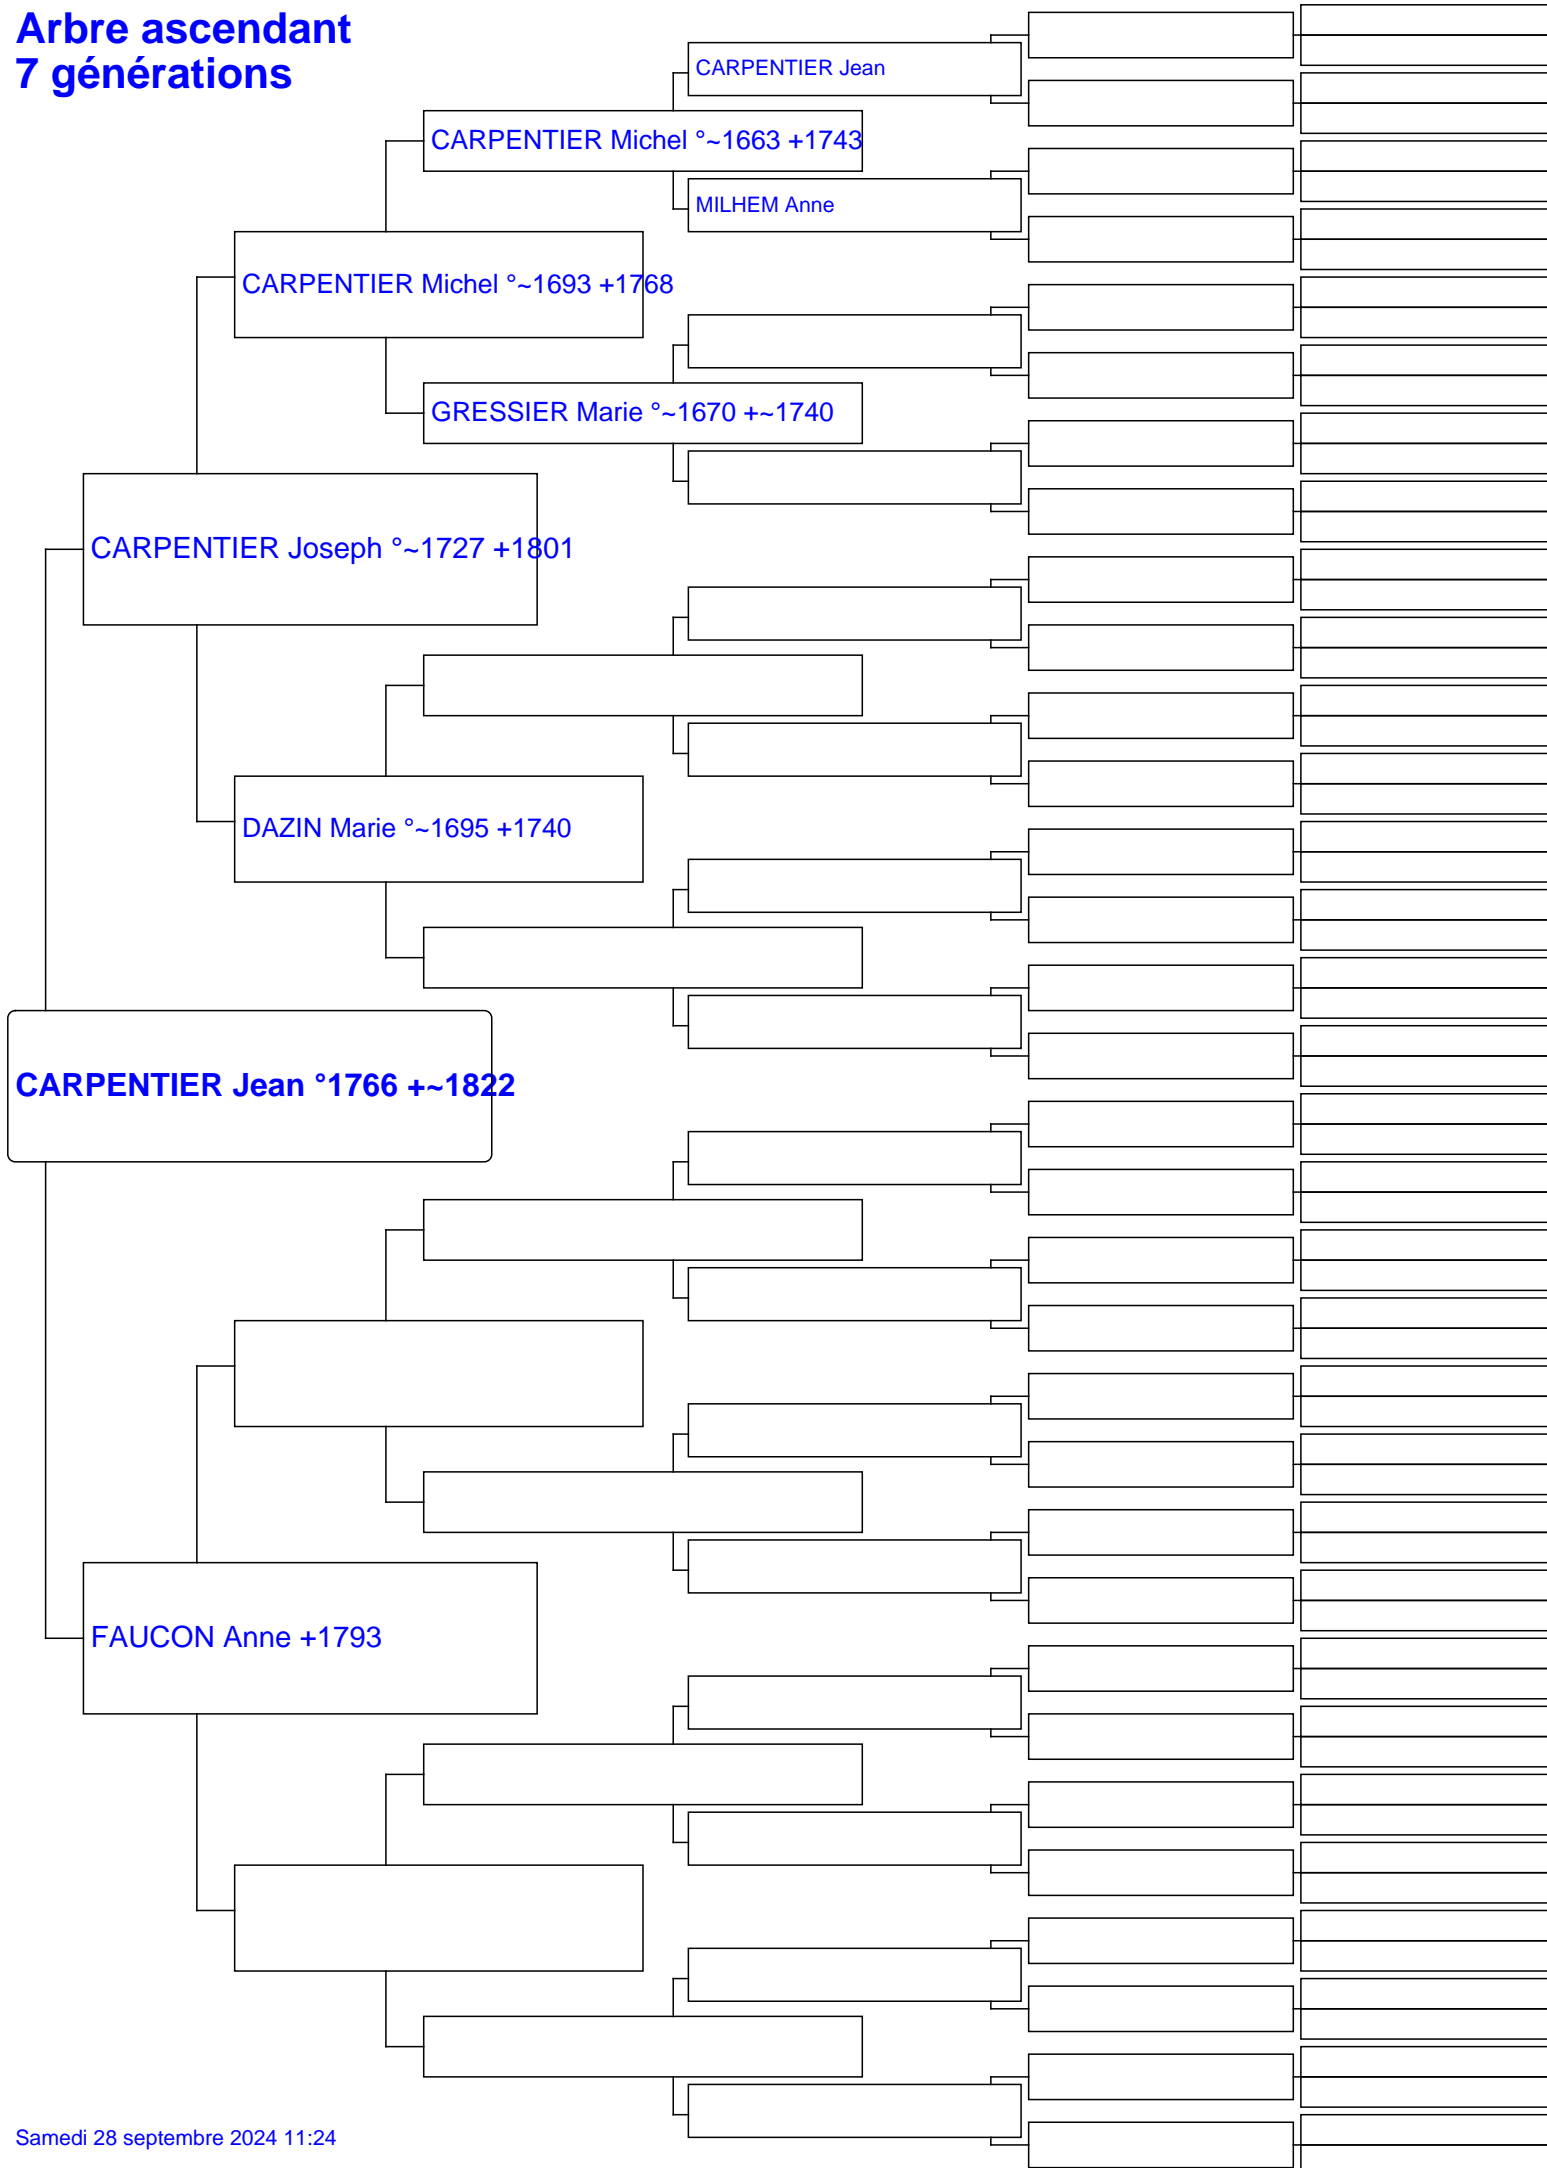 Arbre ascendant
7 générations
CARPENTIER Jean
CARPENTIER Michel °~1663 +1743
MILHEM Anne
CARPENTIER Michel °~1693 +1768
GRESSIER Marie °~1670 +~1740
CARPENTIER Joseph °~1727 +1801
DAZIN Marie °~1695 +1740
CARPENTIER Jean °1766 +~1822
FAUCON Anne +1793
Samedi 28 septembre 2024 11:24